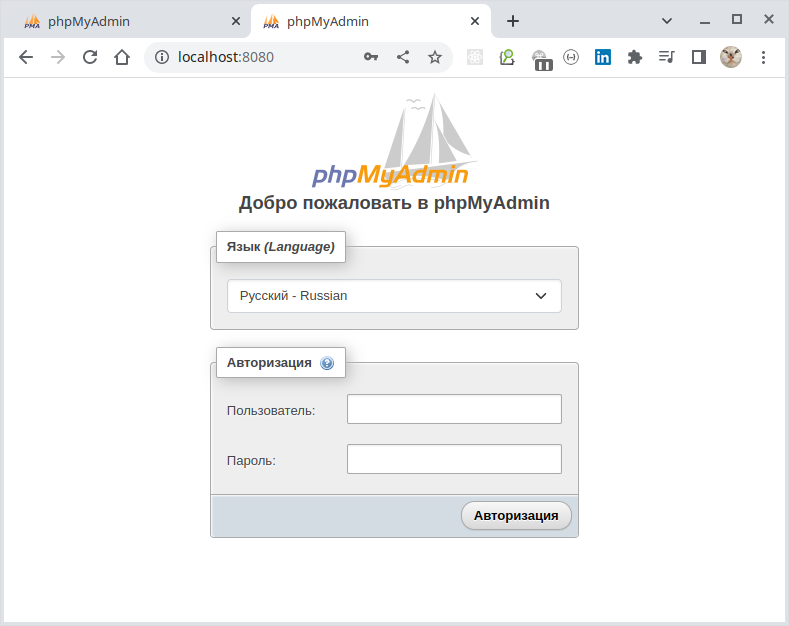 phpMyAdmin
phpMyAdmin
localhost:8080
phpMyAdmin
Добро пожаловать в phpMyAdmin
Язык (Language)
Русский - Russian
Авторизация
Пользователь:
Пароль:
Авторизация